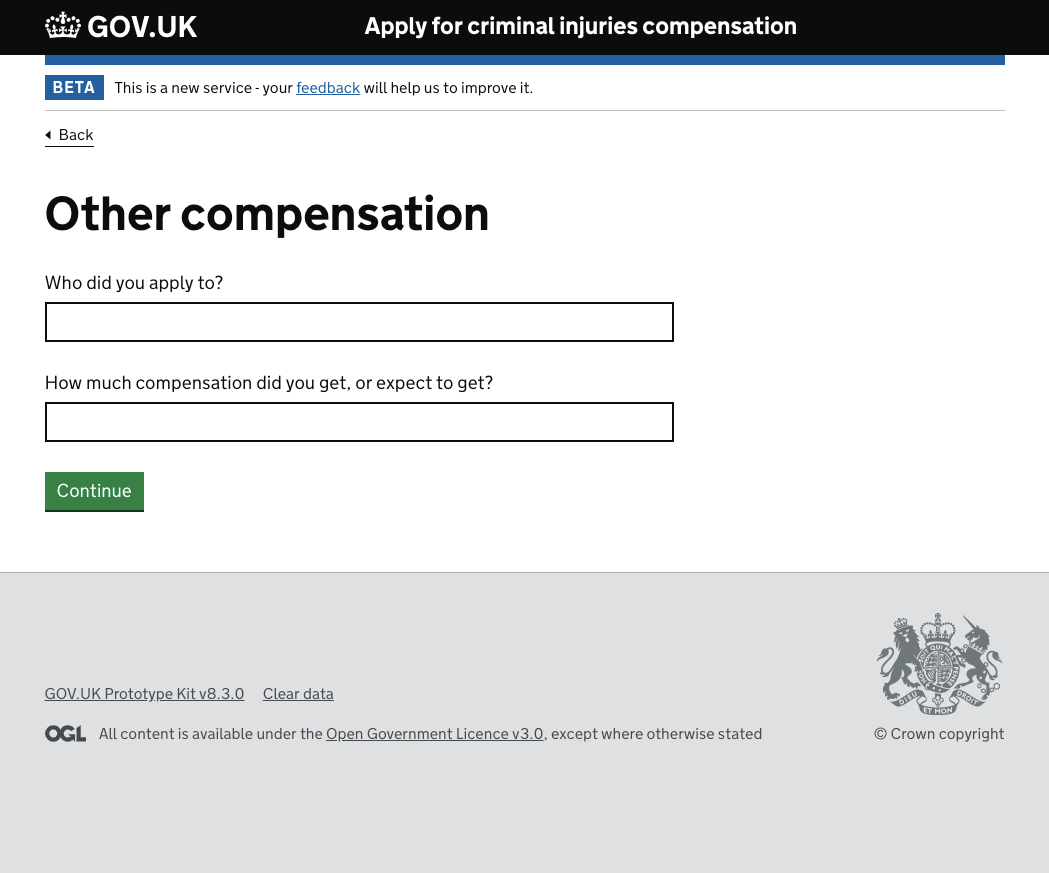 GOV.UK Apply for criminal injuries compensation
BETA This is a new service - your feedback will help us to improve it.
Back
Other compensation
Who did you apply to?
How much compensation did you get, or expect to get?
Continue
GOV.UK Prototype Kit v8.3.0 Clear data
OGL All content is available under the Open Government Licence v3.0, except where otherwise stated
DIEU ET MON DROIT
© Crown copyright